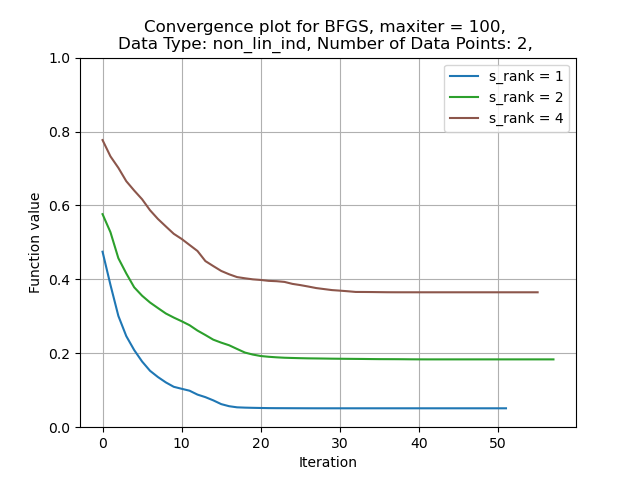 Convergence plot for BFGS, maxiter = 100,
Data Type: non_lin_ind, Number of Data Points: 2,
s_rank = 1
s_rank = 2
s_rank = 4
1.0
0.8
0.6
0.4
0.2
0.0
Function value
0 10 20 30 40 50
Iteration